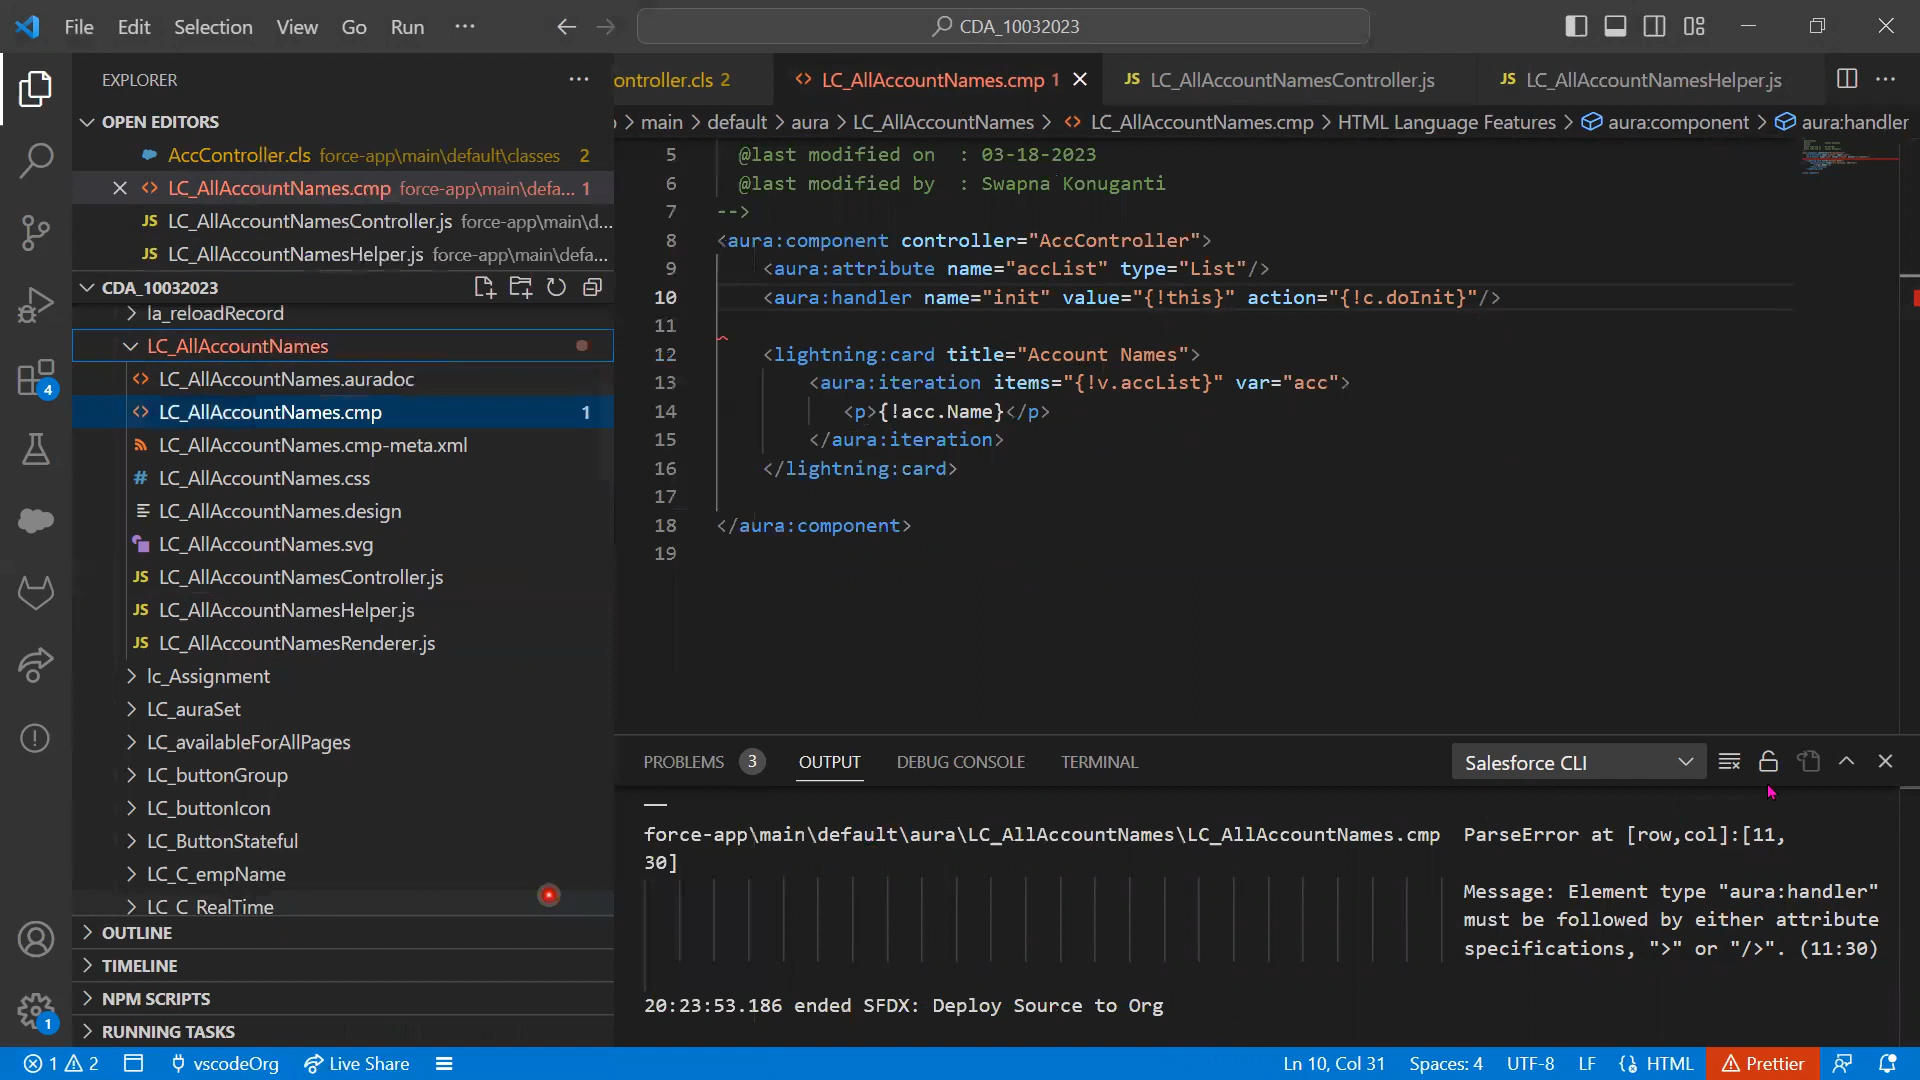 File Edit Selection View Go Run ··· CDA_10032023
EXPLORER
OPEN EDITORS
AccController.cls force-app\main\default\classes 2
LC_AllAccountNames.cmp force-app\main\defa... 1
LC_AllAccountNamesController.js force-app\main\d...
LC_AllAccountNamesHelper.js force-app\main\defa...
CDA_10032023
la_reloadRecord
LC_AllAccountNames
LC_AllAccountNames.auradoc
LC_AllAccountNames.cmp 1
LC_AllAccountNames.cmp-meta.xml
LC_AllAccountNames.css
LC_AllAccountNames.design
LC_AllAccountNames.svg
LC_AllAccountNamesController.js
LC_AllAccountNamesHelper.js
LC_AllAccountNamesRenderer.js
lc_Assignment
LC_auraSet
LC_availableForAllPages
LC_buttonGroup
LC_buttonIcon
LC_ButtonStateful
LC_C_empName
LC_C_RealTime
OUTLINE
TIMELINE
NPM SCRIPTS
RUNNING TASKS
4
1
ontroller.cls 2 LC_AllAccountNames.cmp 1 JS LC_AllAccountNamesController.js JS LC_AllAccountNamesHelper.js
> main > default > aura > LC_AllAccountNames > LC_AllAccountNames.cmp > HTML Language Features > aura:component > aura:handler
5 @last modified on : 03-18-2023
6 @last modified by : Swapna Konuganti
7 -->
8 <aura:component controller="AccController">
9 <aura:attribute name="accList" type="List"/>
10 <aura:handler name="init" value="{!this}" action="{!c.doInit}"/>
11
12 <lightning:card title="Account Names">
13 <aura:iteration items="{!v.accList}" var="acc">
14 <p>{!acc.Name}</p>
15 </aura:iteration>
16 </lightning:card>
17
18 </aura:component>
19
PROBLEMS 3 OUTPUT DEBUG CONSOLE TERMINAL Salesforce CLI
force-app\main\default\aura\LC_AllAccountNames\LC_AllAccountNames.cmp ParseError at [row,col]:[11,
30]
Message: Element type "aura:handler"
must be followed by either attribute
specifications, ">" or "/>". (11:30)
20:23:53.186 ended SFDX: Deploy Source to Org
1 2 vscodeOrg Live Share Ln 10, Col 31 Spaces: 4 UTF-8 LF HTML Prettier